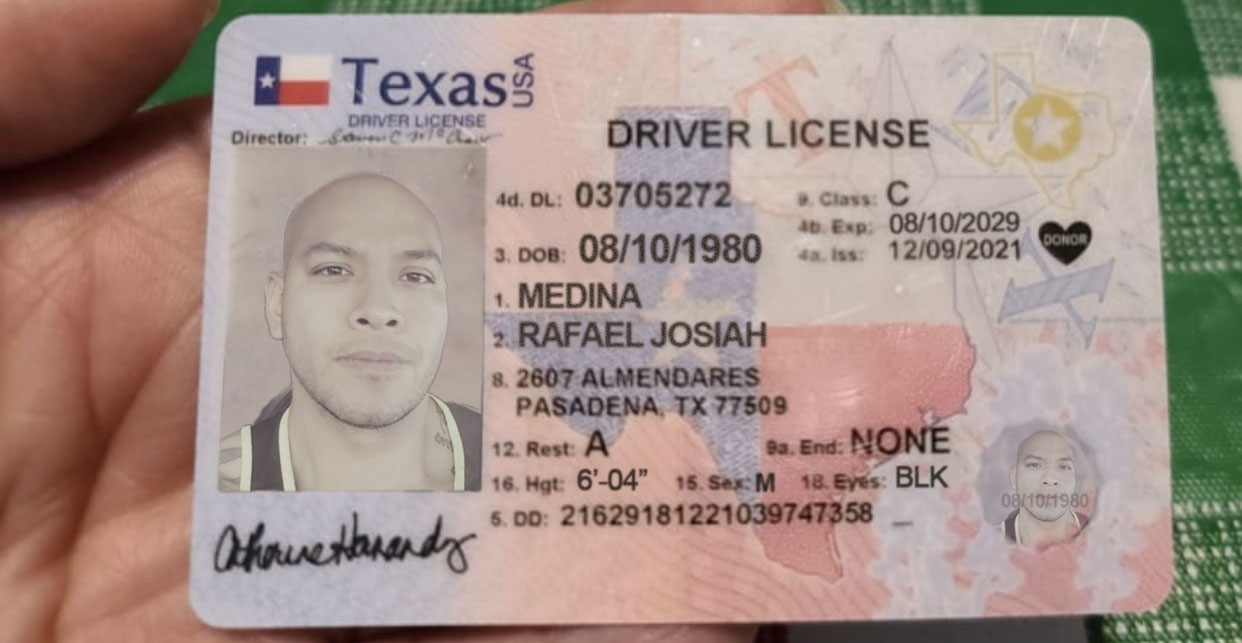 Texas USA
DRIVER LICENSE
Director:
DRIVER LICENSE
4d. DL: 03705272 9. Class: C
4b. Exp: 08/10/2029
3. DOB: 08/10/1980 4a. Iss: 12/09/2021
DONOR
1. MEDINA
2. RAFAEL JOSIAH
8. 2607 ALMENDARES
PASADENA, TX 77509
12. Rest: A 9a. End: NONE
16. Hgt: 6'-04" 15. Sex: M 18. Eyes: BLK
5. DD: 21629181221039747358
08/10/1980